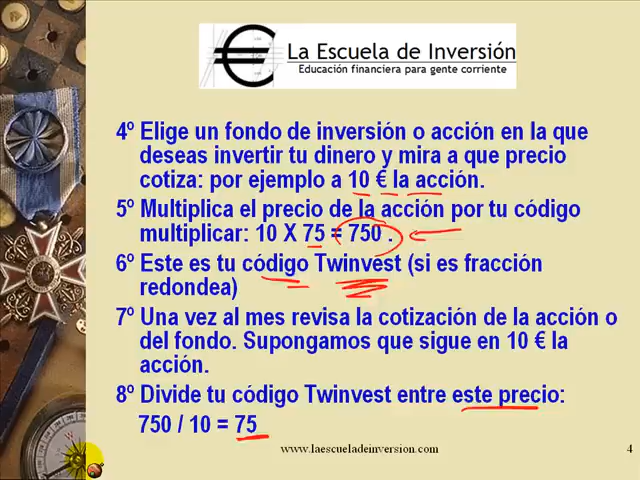 La Escuela de Inversión
Educación financiera para gente corriente
4º Elige un fondo de inversión o acción en la que
deseas invertir tu dinero y mira a que precio
cotiza: por ejemplo a 10 € la acción.
5º Multiplica el precio de la acción por tu código
multiplicar: 10 X 75 = 750 .
6º Este es tu código Twinvest (si es fracción
redondea)
7º Una vez al mes revisa la cotización de la acción o
del fondo. Supongamos que sigue en 10 € la
acción.
8º Divide tu código Twinvest entre este precio:
750 / 10 = 75
www.laescueladeinversion.com
4